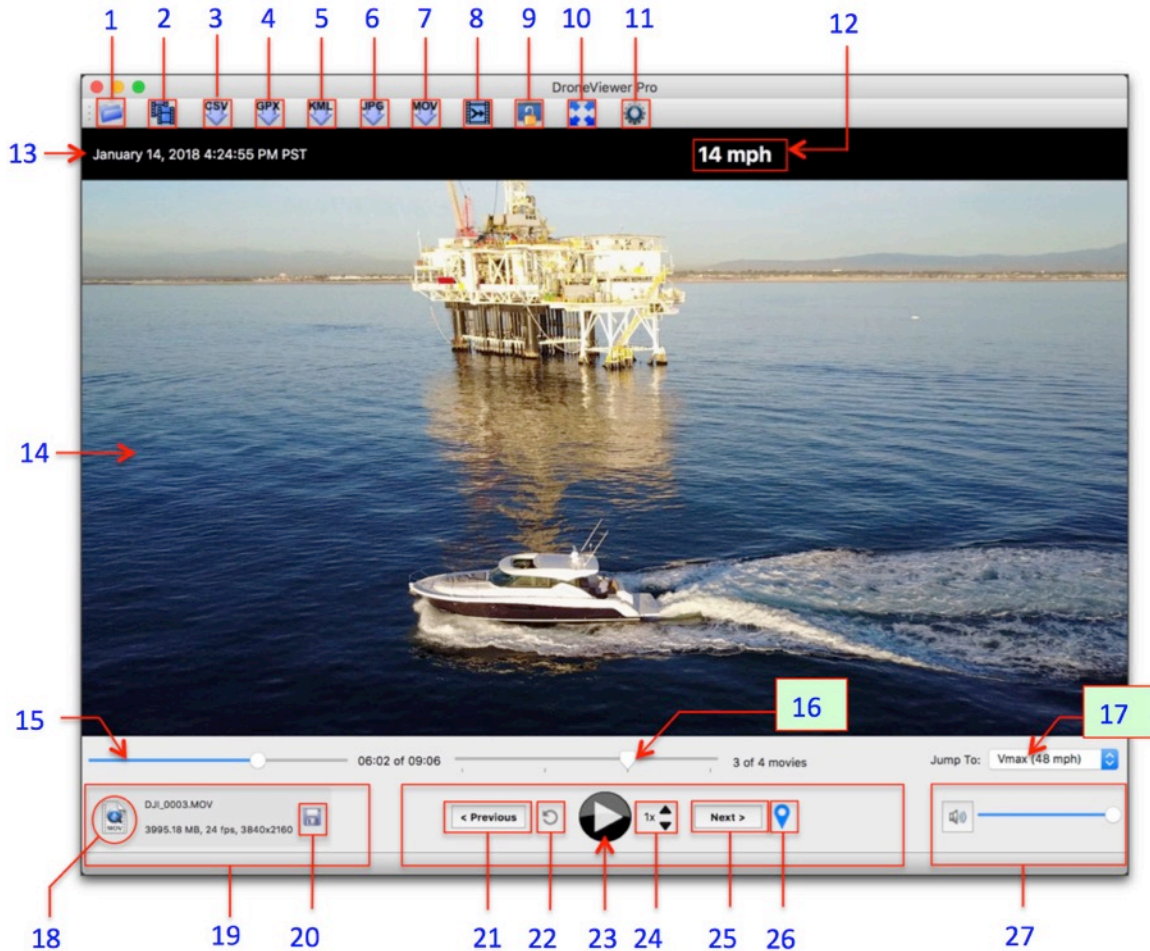 1 2 3 4 5 6 7 8 9 10 11 12
DroneViewer Pro
CSV GPX KML JPG MOV
13
January 14, 2018 4:24:55 PM PST
14 mph
14
15
16
17
06:02 of 09:06
3 of 4 movies
Jump To: Vmax (48 mph)
MOV
DJI_0003.MOV
3995.18 MB, 24 fps, 3840x2160
< Previous
1x
Next >
18 19 20 21 22 23 24 25 26 27